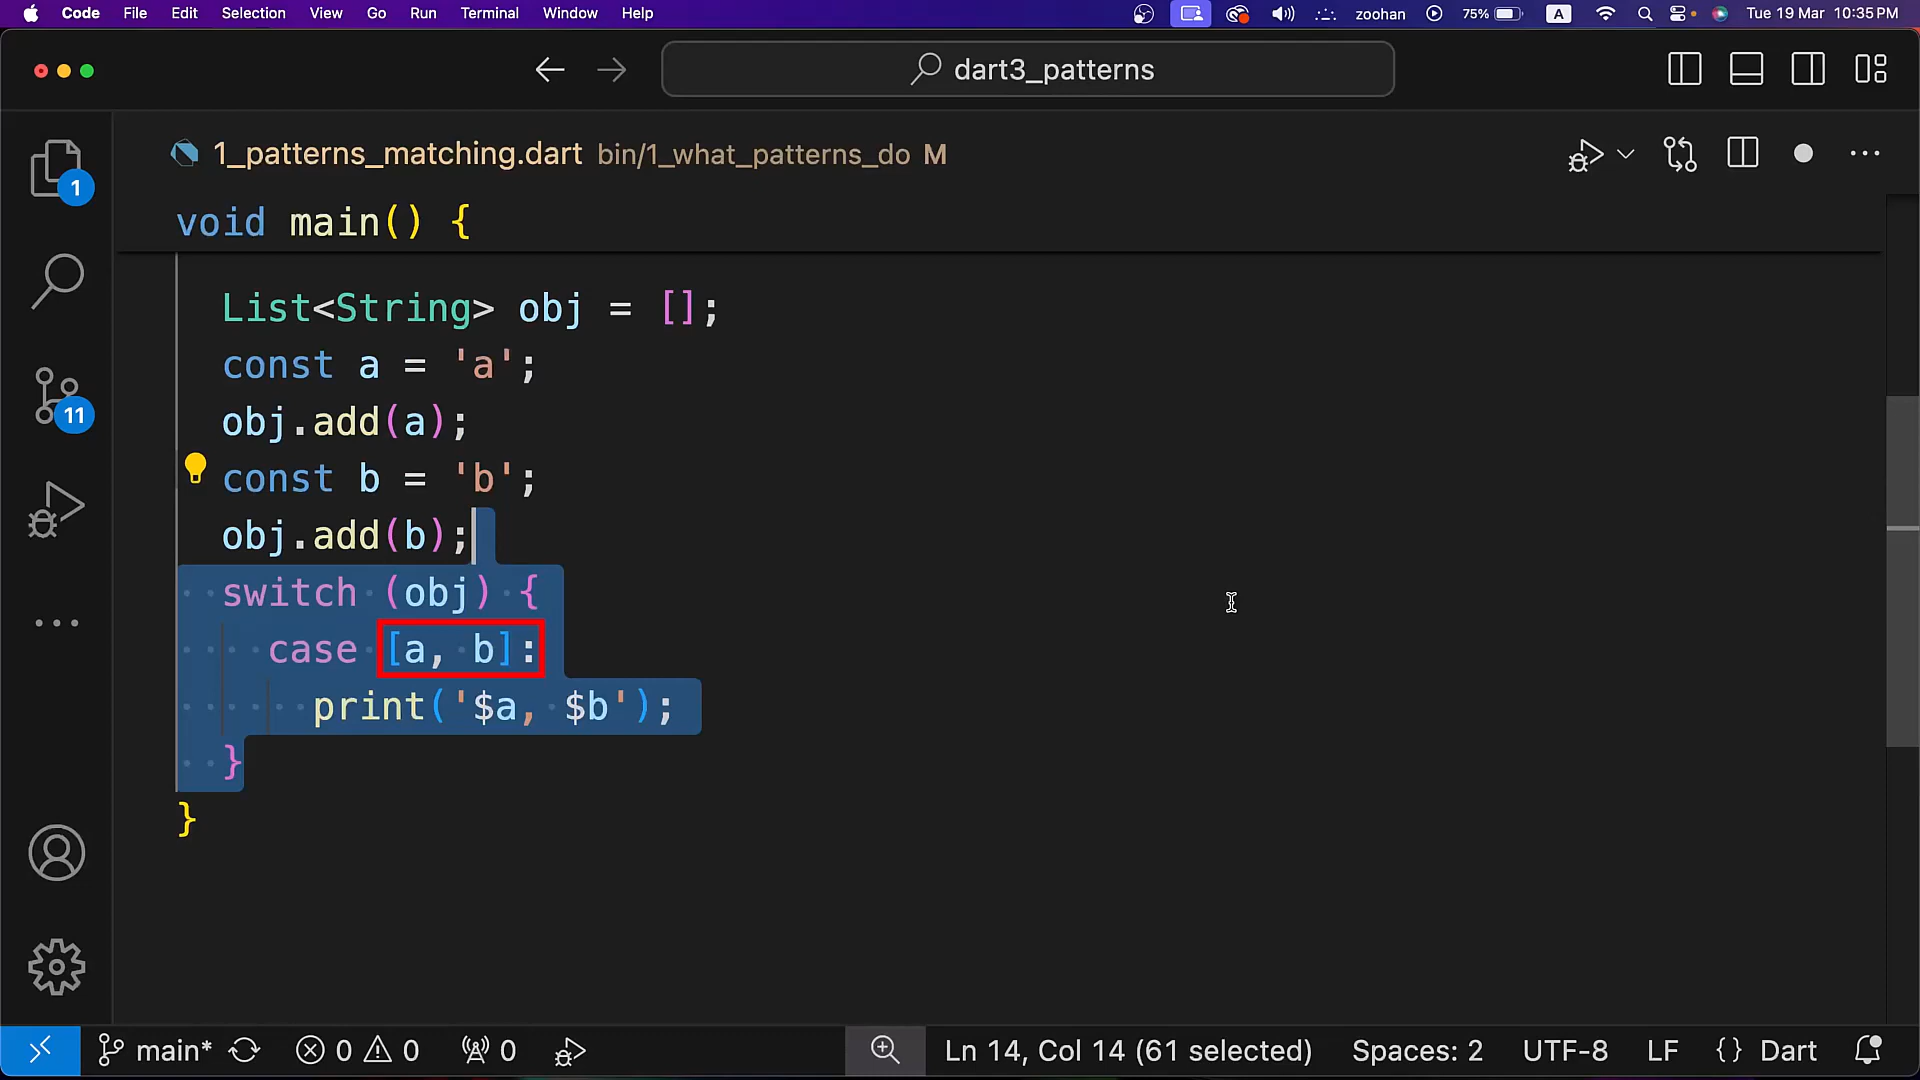 Code File Edit Selection View Go Run Terminal Window Help zoohan 75% A Tue 19 Mar 10:35 PM
dart3_patterns
1_patterns_matching.dart bin/1_what_patterns_do M
void main() {
List<String> obj = [];
const a = 'a';
obj.add(a);
const b = 'b';
obj.add(b);
switch (obj) {
case [a, b]:
print('$a, $b');
}
}
1
11
main* 0 0 0 Ln 14, Col 14 (61 selected) Spaces: 2 UTF-8 LF {} Dart